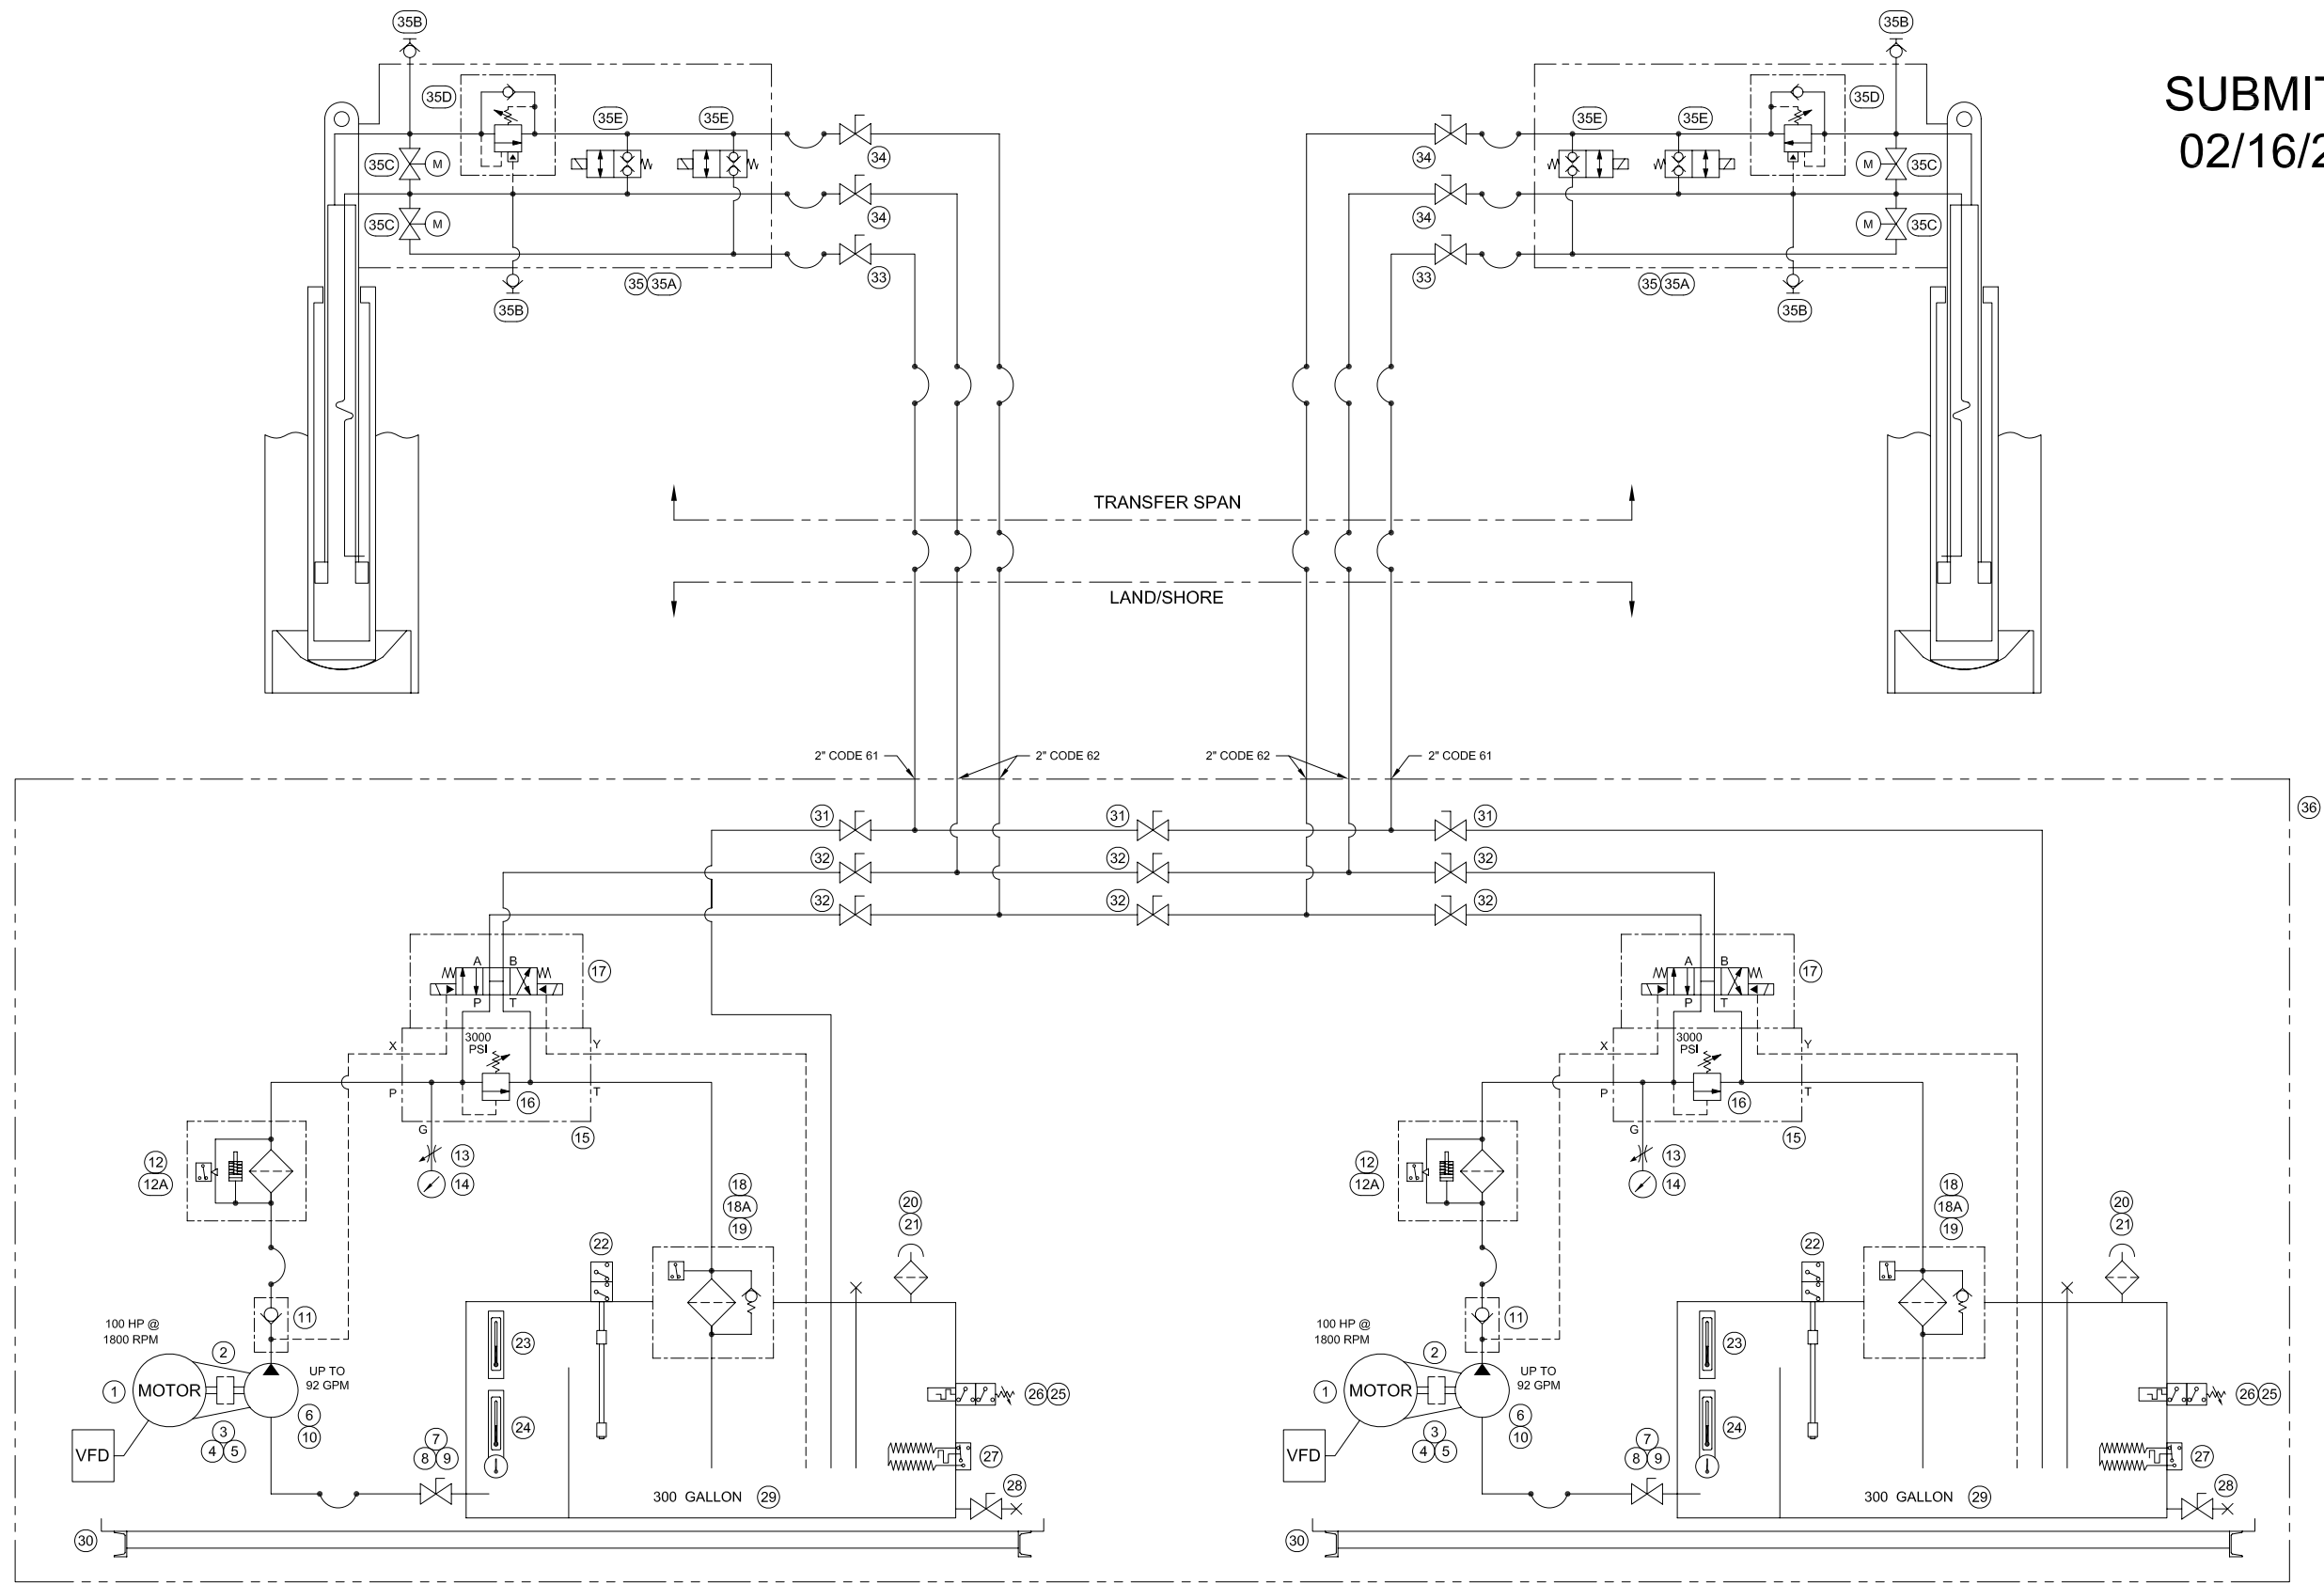 35B
35B
SUBMIT
02/16/2
35D
35E
35E
35E
35E
35D
35C
M
34
34
M
35C
35C
M
34
34
M
35C
35
35A
33
33
35
35A
35B
35B
TRANSFER SPAN
LAND/SHORE
2" CODE 61
2" CODE 62
2" CODE 62
2" CODE 61
36
31
31
31
32
32
32
32
32
32
17
A
B
P
T
3000
PSI
X
Y
P
T
16
G
15
12
12A
13
14
18
18A
19
20
21
22
11
100 HP @
1800 RPM
2
UP TO
92 GPM
23
1
MOTOR
26
25
6
10
3
4
5
24
7
8
9
VFD
27
28
300 GALLON
29
30
17
A
B
P
T
3000
PSI
X
Y
P
T
16
G
15
12
12A
13
14
18
18A
19
20
21
22
11
100 HP @
1800 RPM
2
UP TO
92 GPM
23
1
MOTOR
26
25
6
10
3
4
5
24
7
8
9
VFD
27
28
300 GALLON
29
30